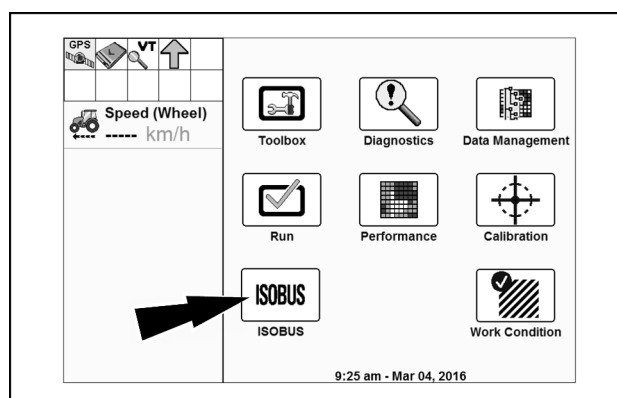 GPS
VT
Speed (Wheel)
----- km/h
Toolbox
Diagnostics
Data Management
Run
Performance
Calibration
ISOBUS
ISOBUS
Work Condition
9:25 am - Mar 04, 2016